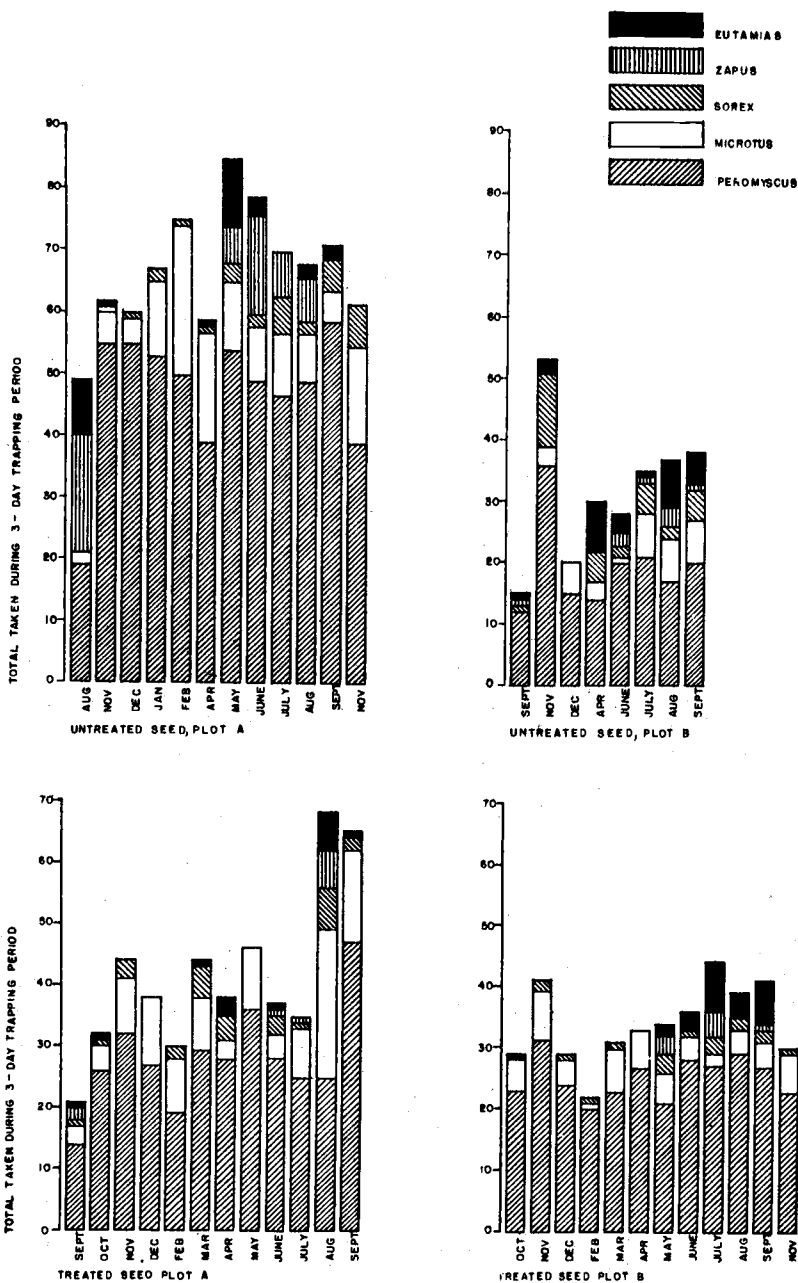 EUTAMIAS
ZAPUS
SOREX
MICROTUS
PEROMYSCUS
TOTAL TAKEN DURING 3-DAY TRAPPING PERIOD
90
80
70
60
50
40
30
20
10
0
AUG NOV DEC JAN FEB APR MAY JUNE JULY AUG SEPT NOV
UNTREATED SEED, PLOT A
90
80
70
60
50
40
30
20
10
0
SEPT NOV DEC APR JUNE JULY AUG SEPT
UNTREATED SEED, PLOT B
TOTAL TAKEN DURING 3-DAY TRAPPING PERIOD
70
60
50
40
30
20
10
0
SEPT OCT NOV DEC FEB MAR APR MAY JUNE JULY AUG SEPT
TREATED SEED PLOT A
70
60
50
40
30
20
10
0
OCT NOV DEC FEB MAR APR MAY JUNE JULY AUG SEPT NOV
TREATED SEED PLOT B